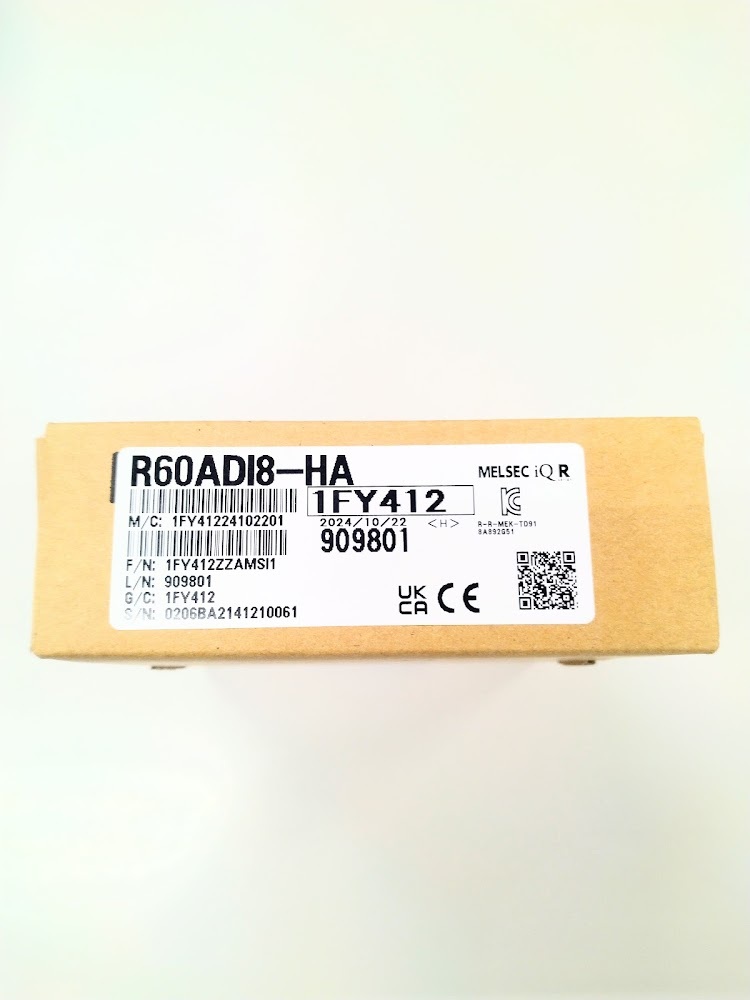 R60ADI8-HA
MELSEC iQ R
1FY412
M/C: 1FY41224102201
2024/10/22 <H>
R-R-MEK-TD91
8A892G51
909801
F/N: 1FY412ZZAMSI1
L/N: 909801
G/C: 1FY412
S/N: 0206BA2141210061
UK
CA CE